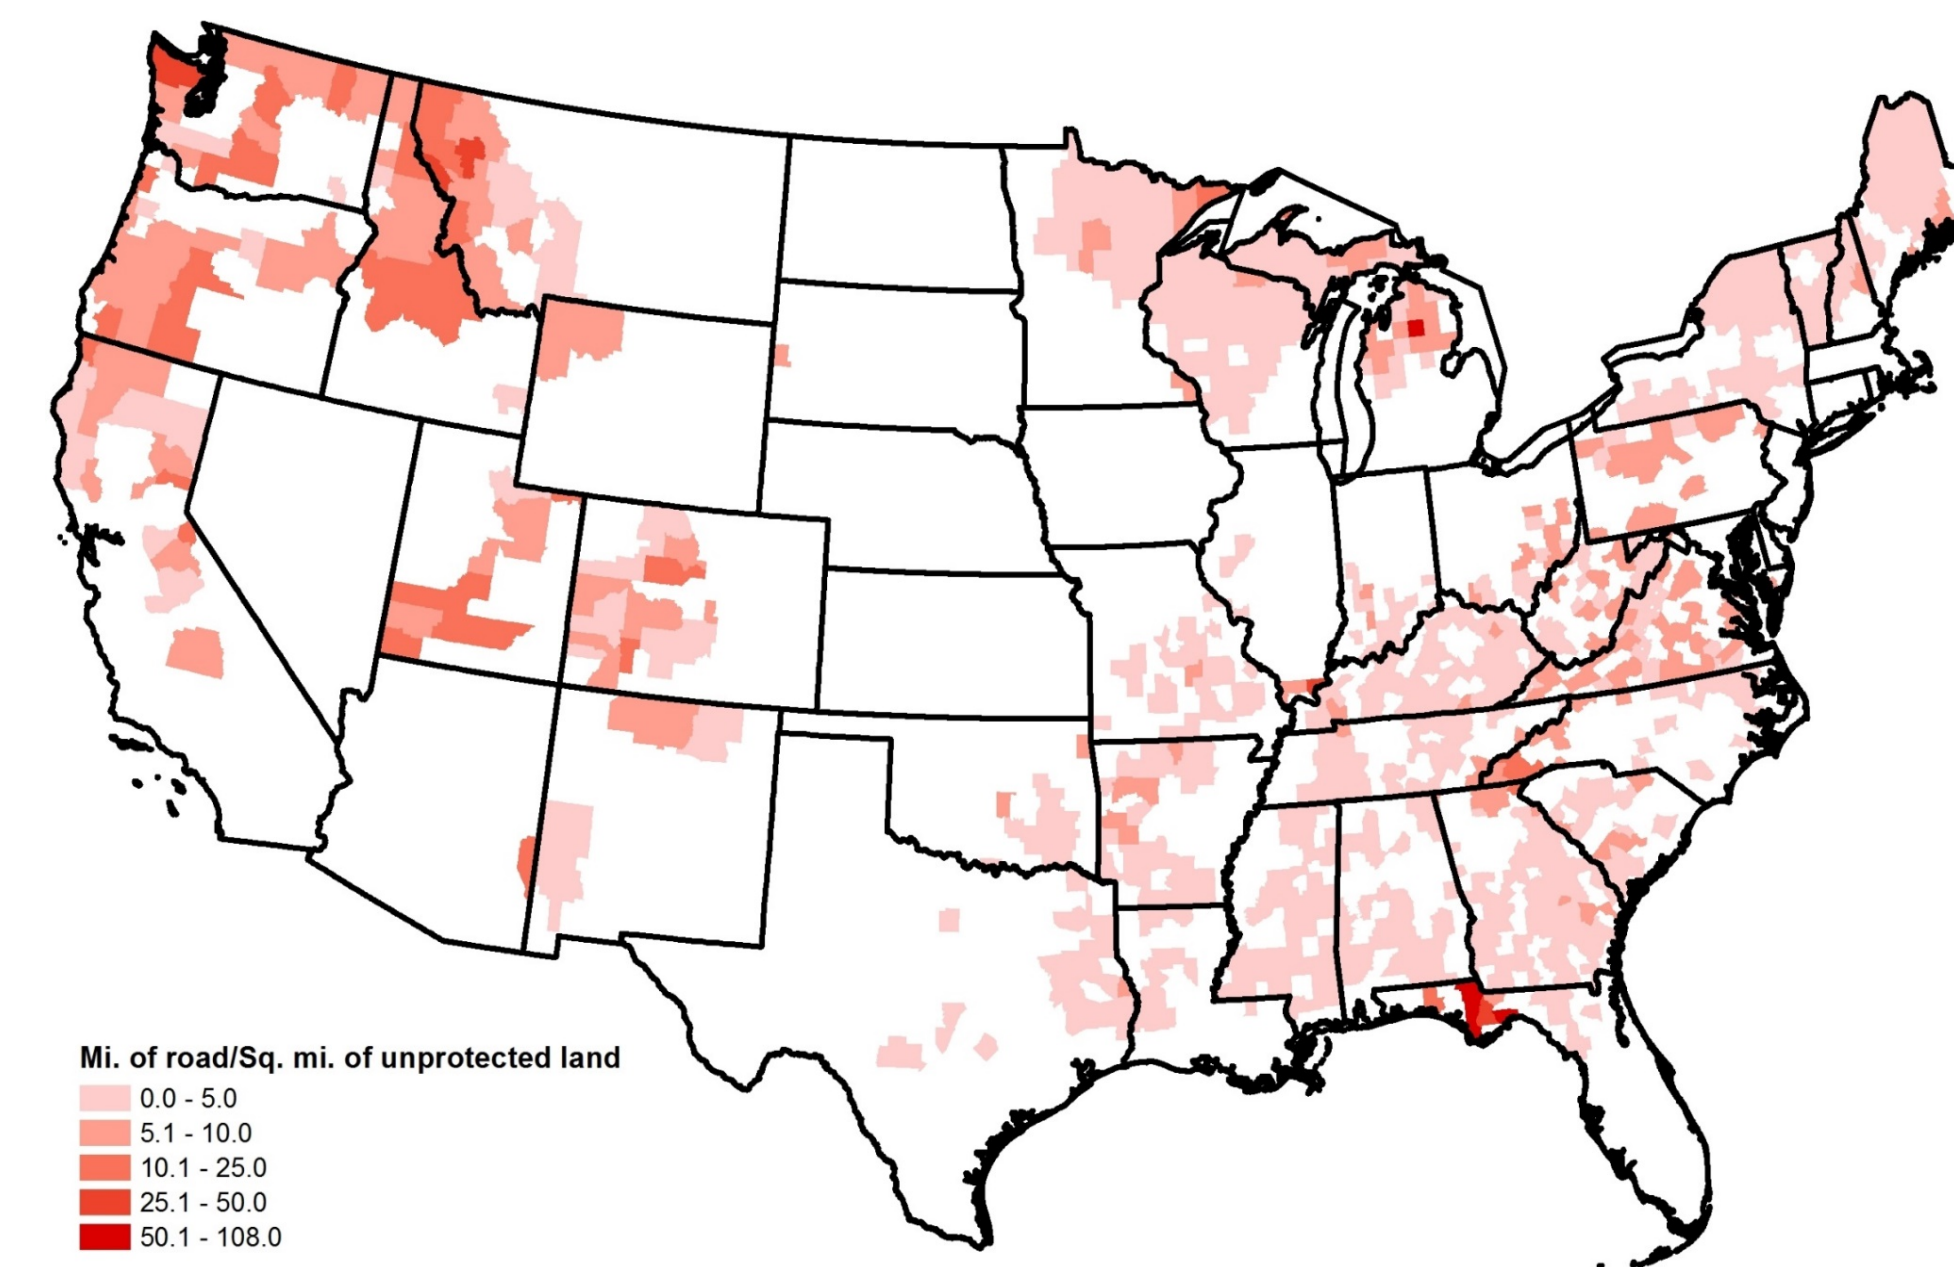 Mi. of road/Sq. mi. of unprotected land
0.0 - 5.0
5.1 - 10.0
10.1 - 25.0
25.1 - 50.0
50.1 - 108.0